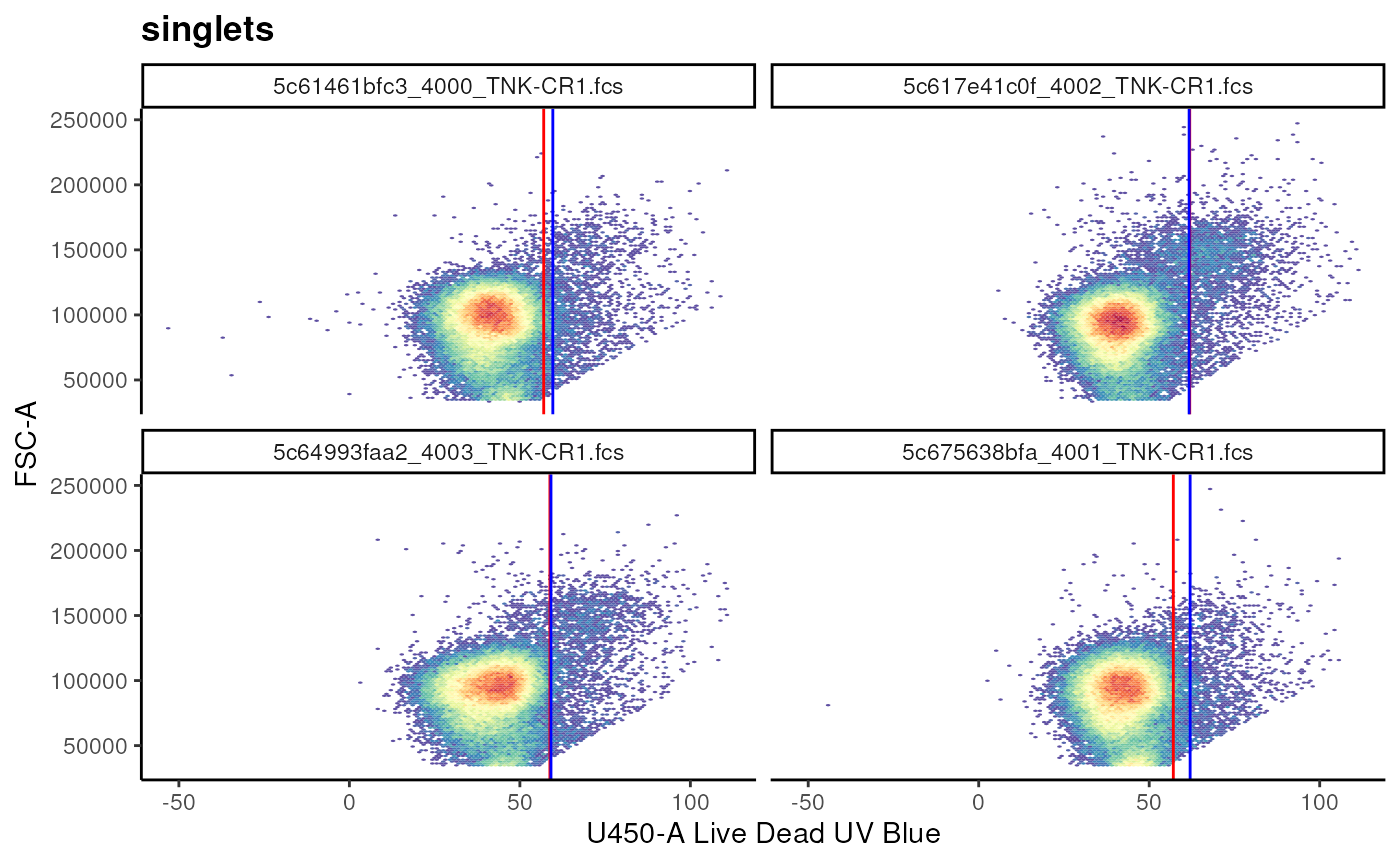 singlets
5c61461bfc3_4000_TNK-CR1.fcs
5c617e41c0f_4002_TNK-CR1.fcs
250000
200000
150000
100000
50000
5c64993faa2_4003_TNK-CR1.fcs
5c675638bfa_4001_TNK-CR1.fcs
250000
200000
150000
100000
50000
FSC-A
-50 0 50 100
-50 0 50 100
U450-A Live Dead UV Blue